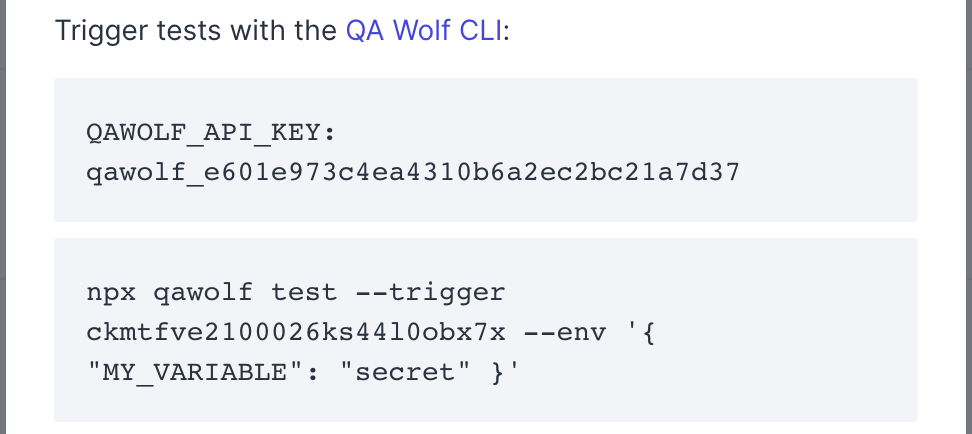 Trigger tests with the QA Wolf CLI:
QAWOLF_API_KEY:
qawolf_e601e973c4ea4310b6a2ec2bc21a7d37
npx qawolf test --trigger
ckmtfve2100026ks44l0obx7x --env '{
"MY_VARIABLE": "secret" }'